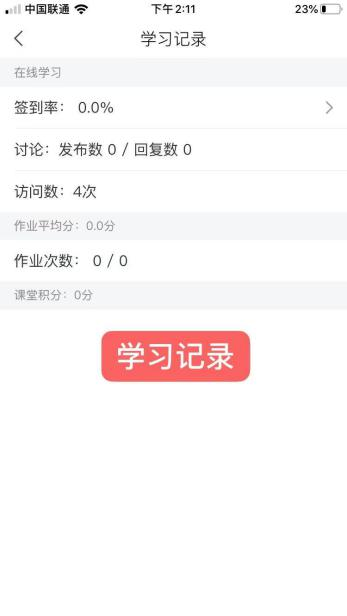 中国联通 下午2:11 23%
学习记录
在线学习
签到率： 0.0%
讨论：发布数 0 / 回复数 0
访问数：4次
作业平均分：0.0分
作业次数： 0 / 0
课堂积分：0分
学习记录